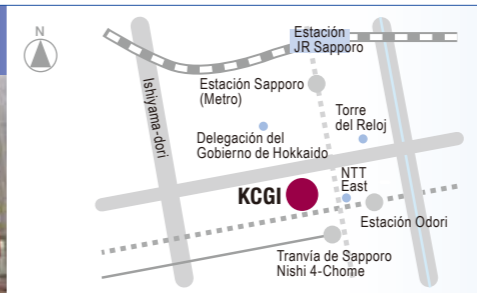 N
Estación
JR Sapporo
Estación Sapporo
(Metro)
Ishiyama-dori
Torre
del Reloj
Delegación del
Gobierno de Hokkaido
NTT
East
KCGI
Estación Odori
Tranvía de Sapporo
Nishi 4-Chome